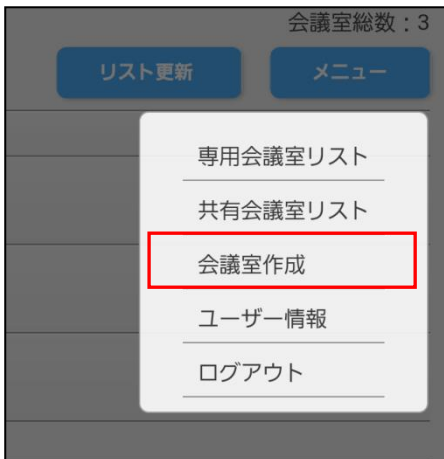 会議室総数：3
リスト更新
メニュー
専用会議室リスト
共有会議室リスト
会議室作成
ユーザー情報
ログアウト